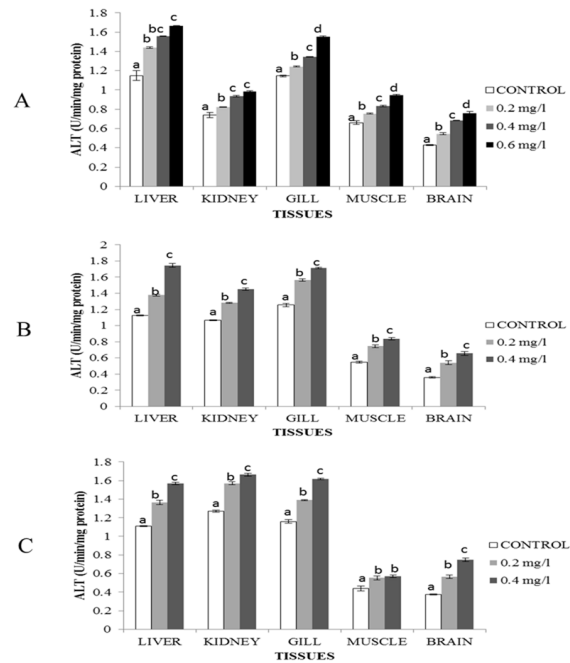 A
ALT (U/min/mg protein)
1.8
1.6
1.4
1.2
1
0.8
0.6
0.4
0.2
0
a b bc c
a b c c
a b c d
a b c d
a b c d
LIVER KIDNEY GILL MUSCLE BRAIN
TISSUES
CONTROL
0.2 mg/l
0.4 mg/l
0.6 mg/l
B
ALT (U/min/mg protein)
2
1.8
1.6
1.4
1.2
1
0.8
0.6
0.4
0.2
0
a b c
a b c
a b c
a b c
a b c
LIVER KIDNEY GILL MUSCLE BRAIN
TISSUES
CONTROL
0.2 mg/l
0.4 mg/l
C
ALT (U/min/mg protein)
1.8
1.6
1.4
1.2
1
0.8
0.6
0.4
0.2
0
a b c
a b c
a b c
a b b
a b c
LIVER KIDNEY GILL MUSCLE BRAIN
TISSUES
CONTROL
0.2 mg/l
0.4 mg/l